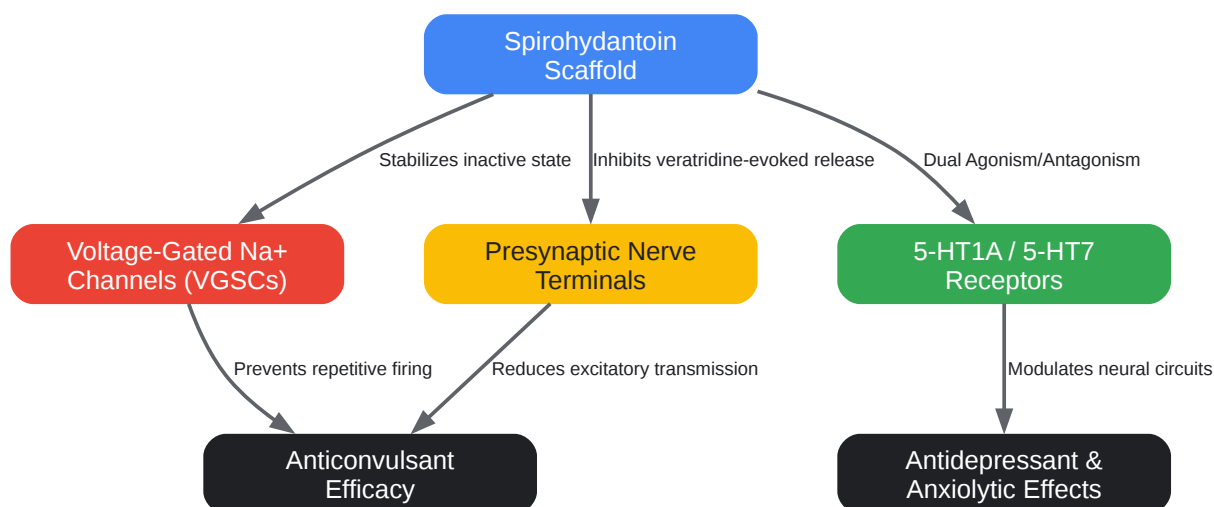 Spirohydantoin
Scaffold
Stabilizes inactive state
Inhibits veratridine-evoked release
Dual Agonism/Antagonism
Voltage-Gated Na+
Channels (VGSCs)
Presynaptic Nerve
Terminals
5-HT1A / 5-HT7
Receptors
Prevents repetitive firing
Reduces excitatory transmission
Modulates neural circuits
Anticonvulsant
Efficacy
Antidepressant &
Anxiolytic Effects